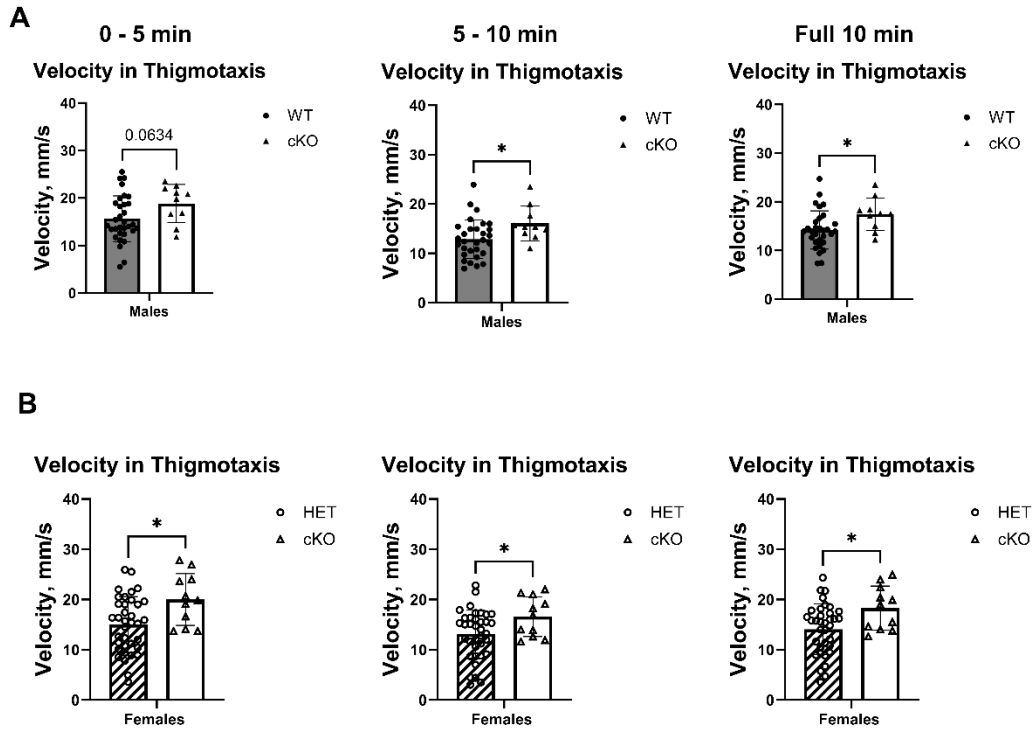 A
0 - 5 min
Velocity in Thigmotaxis
Velocity, mm/s
40
30
20
10
0
0.0634
WT
cKO
Males
5 - 10 min
Velocity in Thigmotaxis
Velocity, mm/s
40
30
20
10
0
*
WT
cKO
Males
Full 10 min
Velocity in Thigmotaxis
Velocity, mm/s
40
30
20
10
0
*
WT
cKO
Males
B
Velocity in Thigmotaxis
Velocity, mm/s
40
30
20
10
0
*
HET
cKO
Females
Velocity in Thigmotaxis
Velocity, mm/s
40
30
20
10
0
*
HET
cKO
Females
Velocity in Thigmotaxis
Velocity, mm/s
40
30
20
10
0
*
HET
cKO
Females